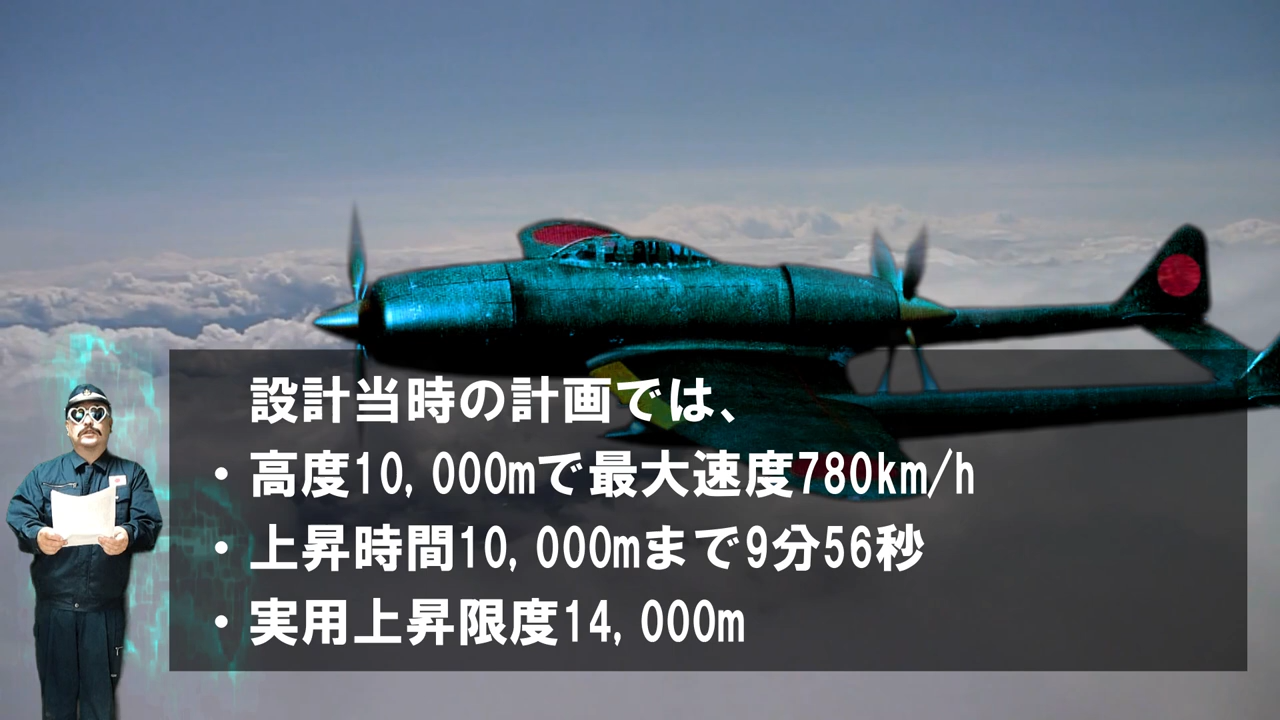 設計当時の計画では、
・高度10,000mで最大速度780km/h
・上昇時間10,000mまで9分56秒
・実用上昇限度14,000m